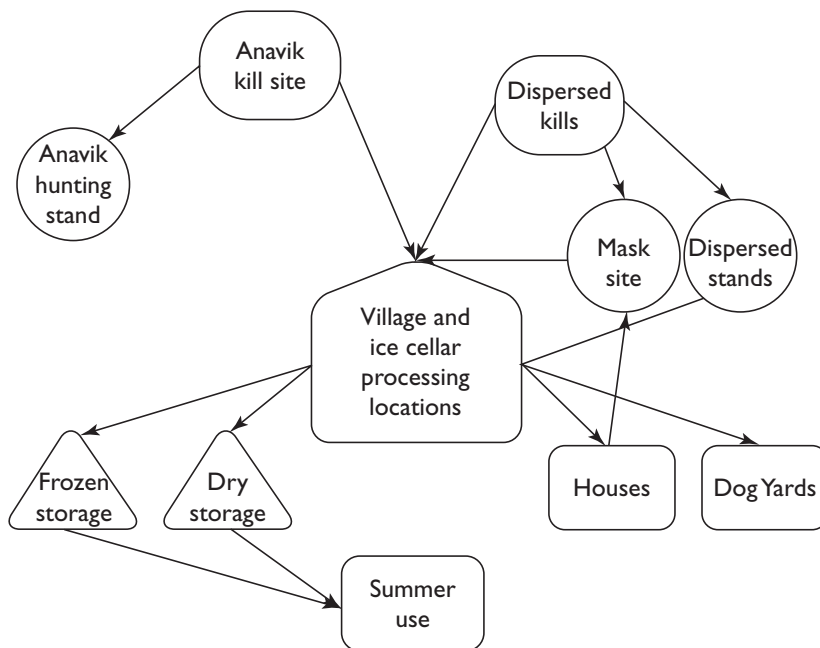 Anavik
kill site
Dispersed
kills
Anavik
hunting
stand
Mask
site
Dispersed
stands
Village and
ice cellar
processing
locations
Frozen
storage
Dry
storage
Houses
Dog Yards
Summer
use